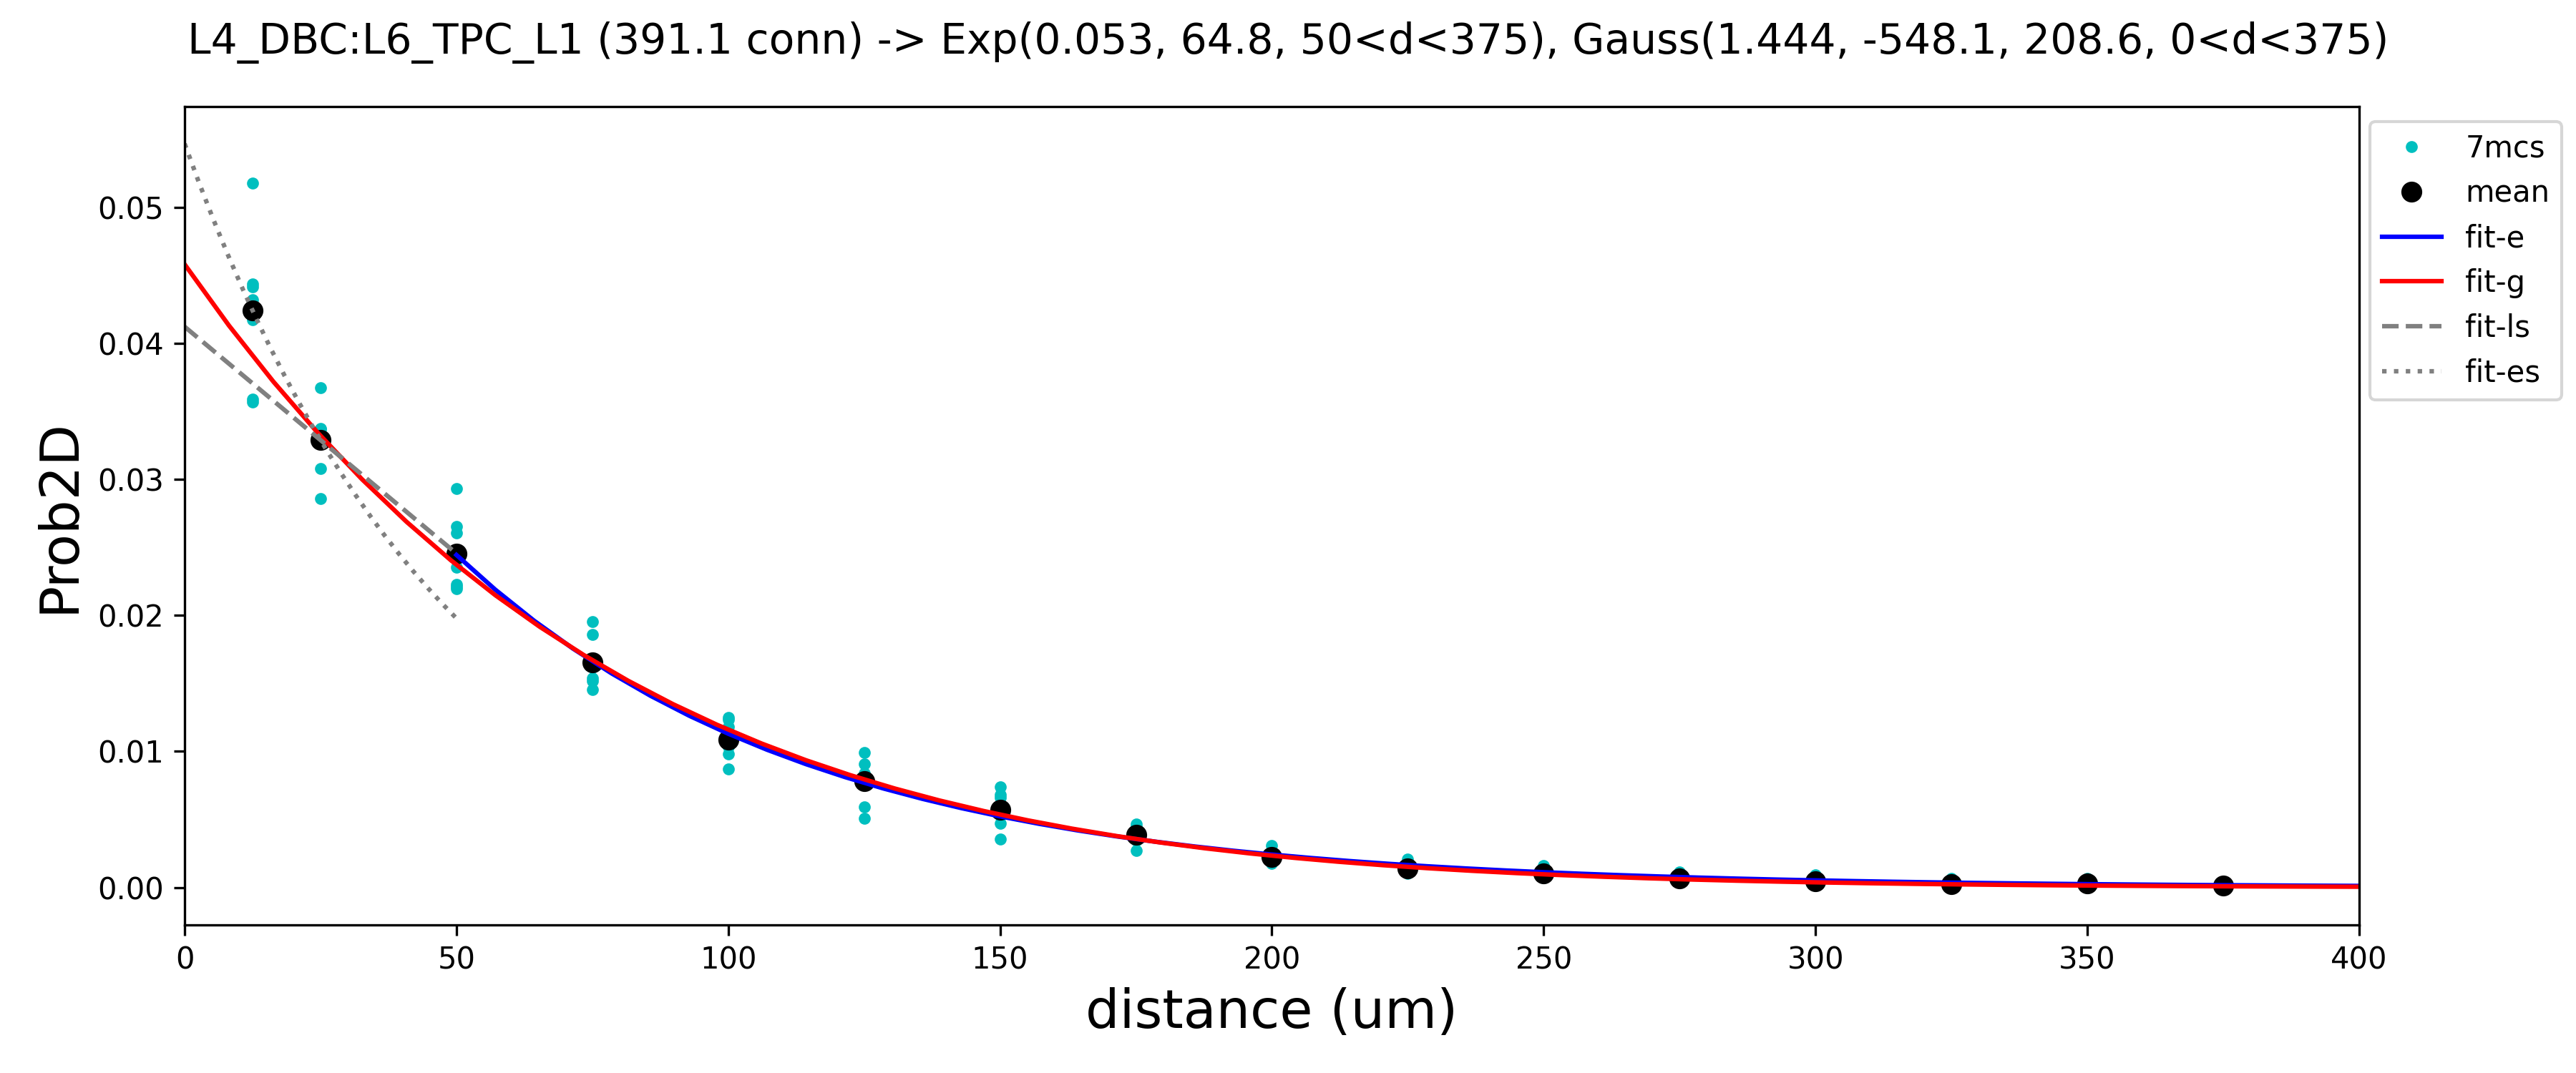 L4_DBC:L6_TPC_L1 (391.1 conn) -> Exp(0.053, 64.8, 50<d<375), Gauss(1.444, -548.1, 208.6, 0<d<375)
7mcs
mean
fit-e
fit-g
fit-ls
fit-es
Prob2D
0.05
0.04
0.03
0.02
0.01
0.00
0 50 100 150 200 250 300 350 400
distance (um)